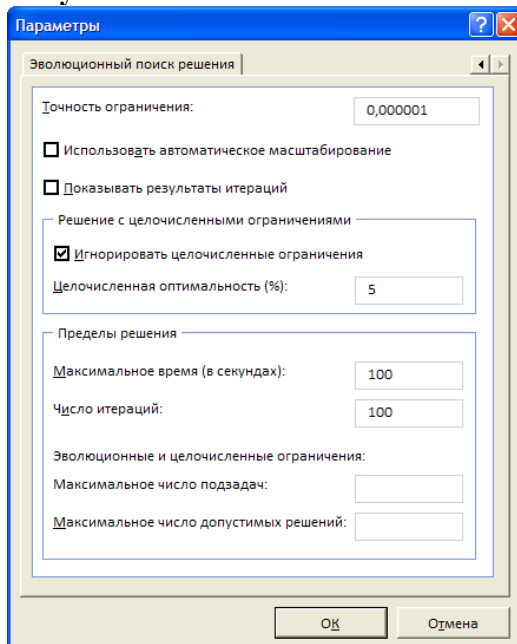 Параметры
Эволюционный поиск решения
Точность ограничения: 0,000001
Использовать автоматическое масштабирование
Показывать результаты итераций
Решение с целочисленными ограничениями
Игнорировать целочисленные ограничения
Целочисленная оптимальность (%): 5
Пределы решения
Максимальное время (в секундах): 100
Число итераций: 100
Эволюционные и целочисленные ограничения:
Максимальное число подзадач:
Максимальное число допустимых решений:
ОК Отмена